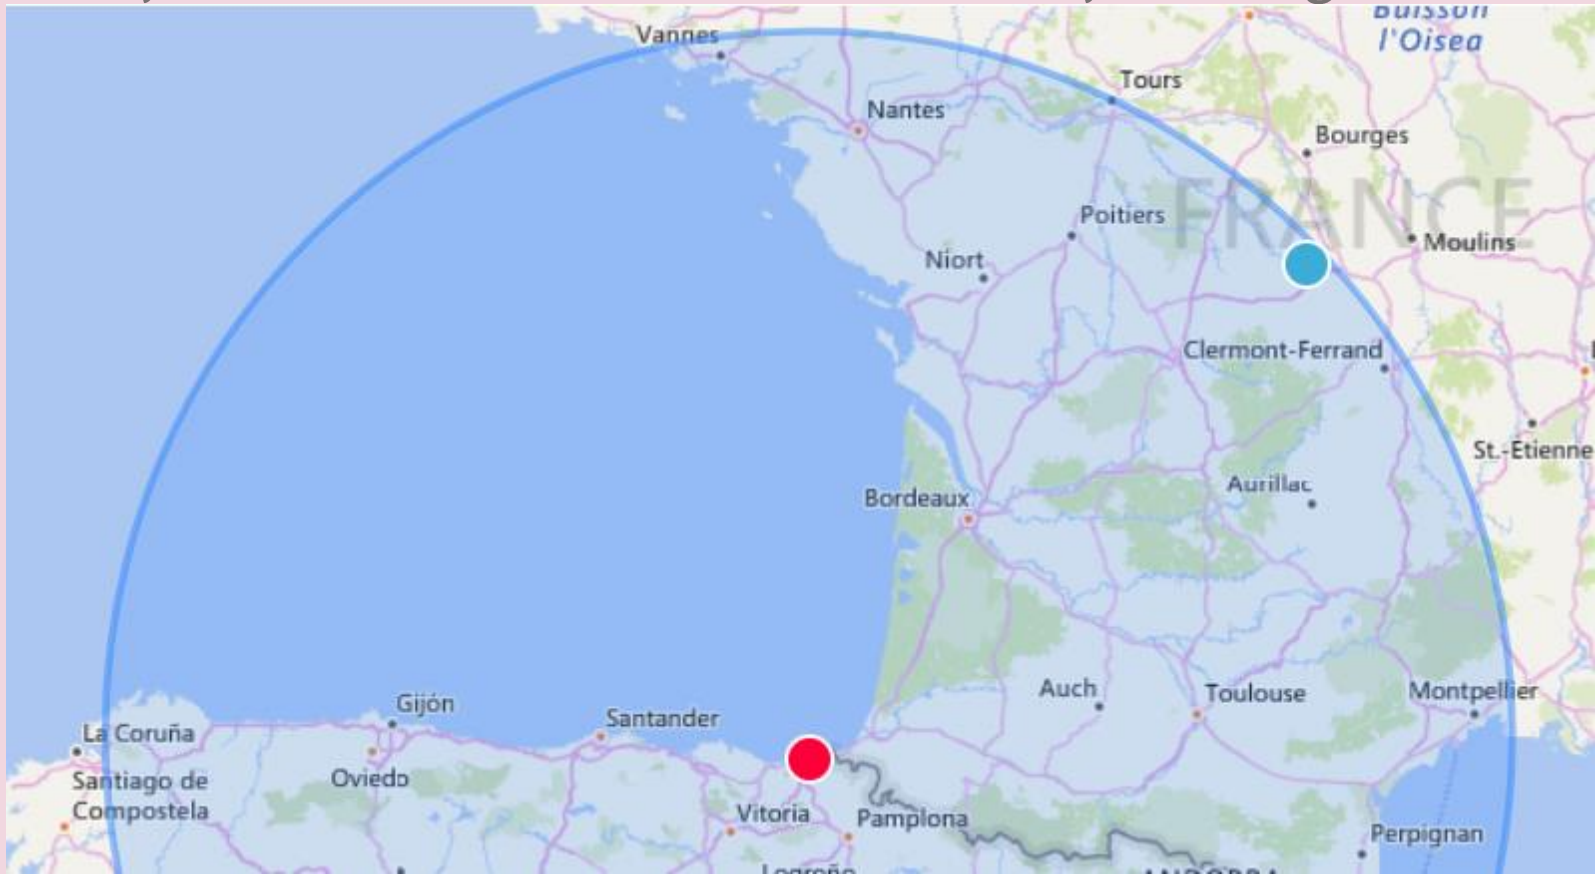 Buisson
l'Oisea
Vannes
Tours
Nantes
Bourges
FRANCE
Poitiers
Moulins
Niort
Clermont-Ferrand
St.-Etienne
Aurillac
Bordeaux
Auch
Toulouse
Montpellier
Gijón
Santander
La Coruña
Oviedo
Santiago de
Compostela
Vitoria
Pamplona
Perpignan